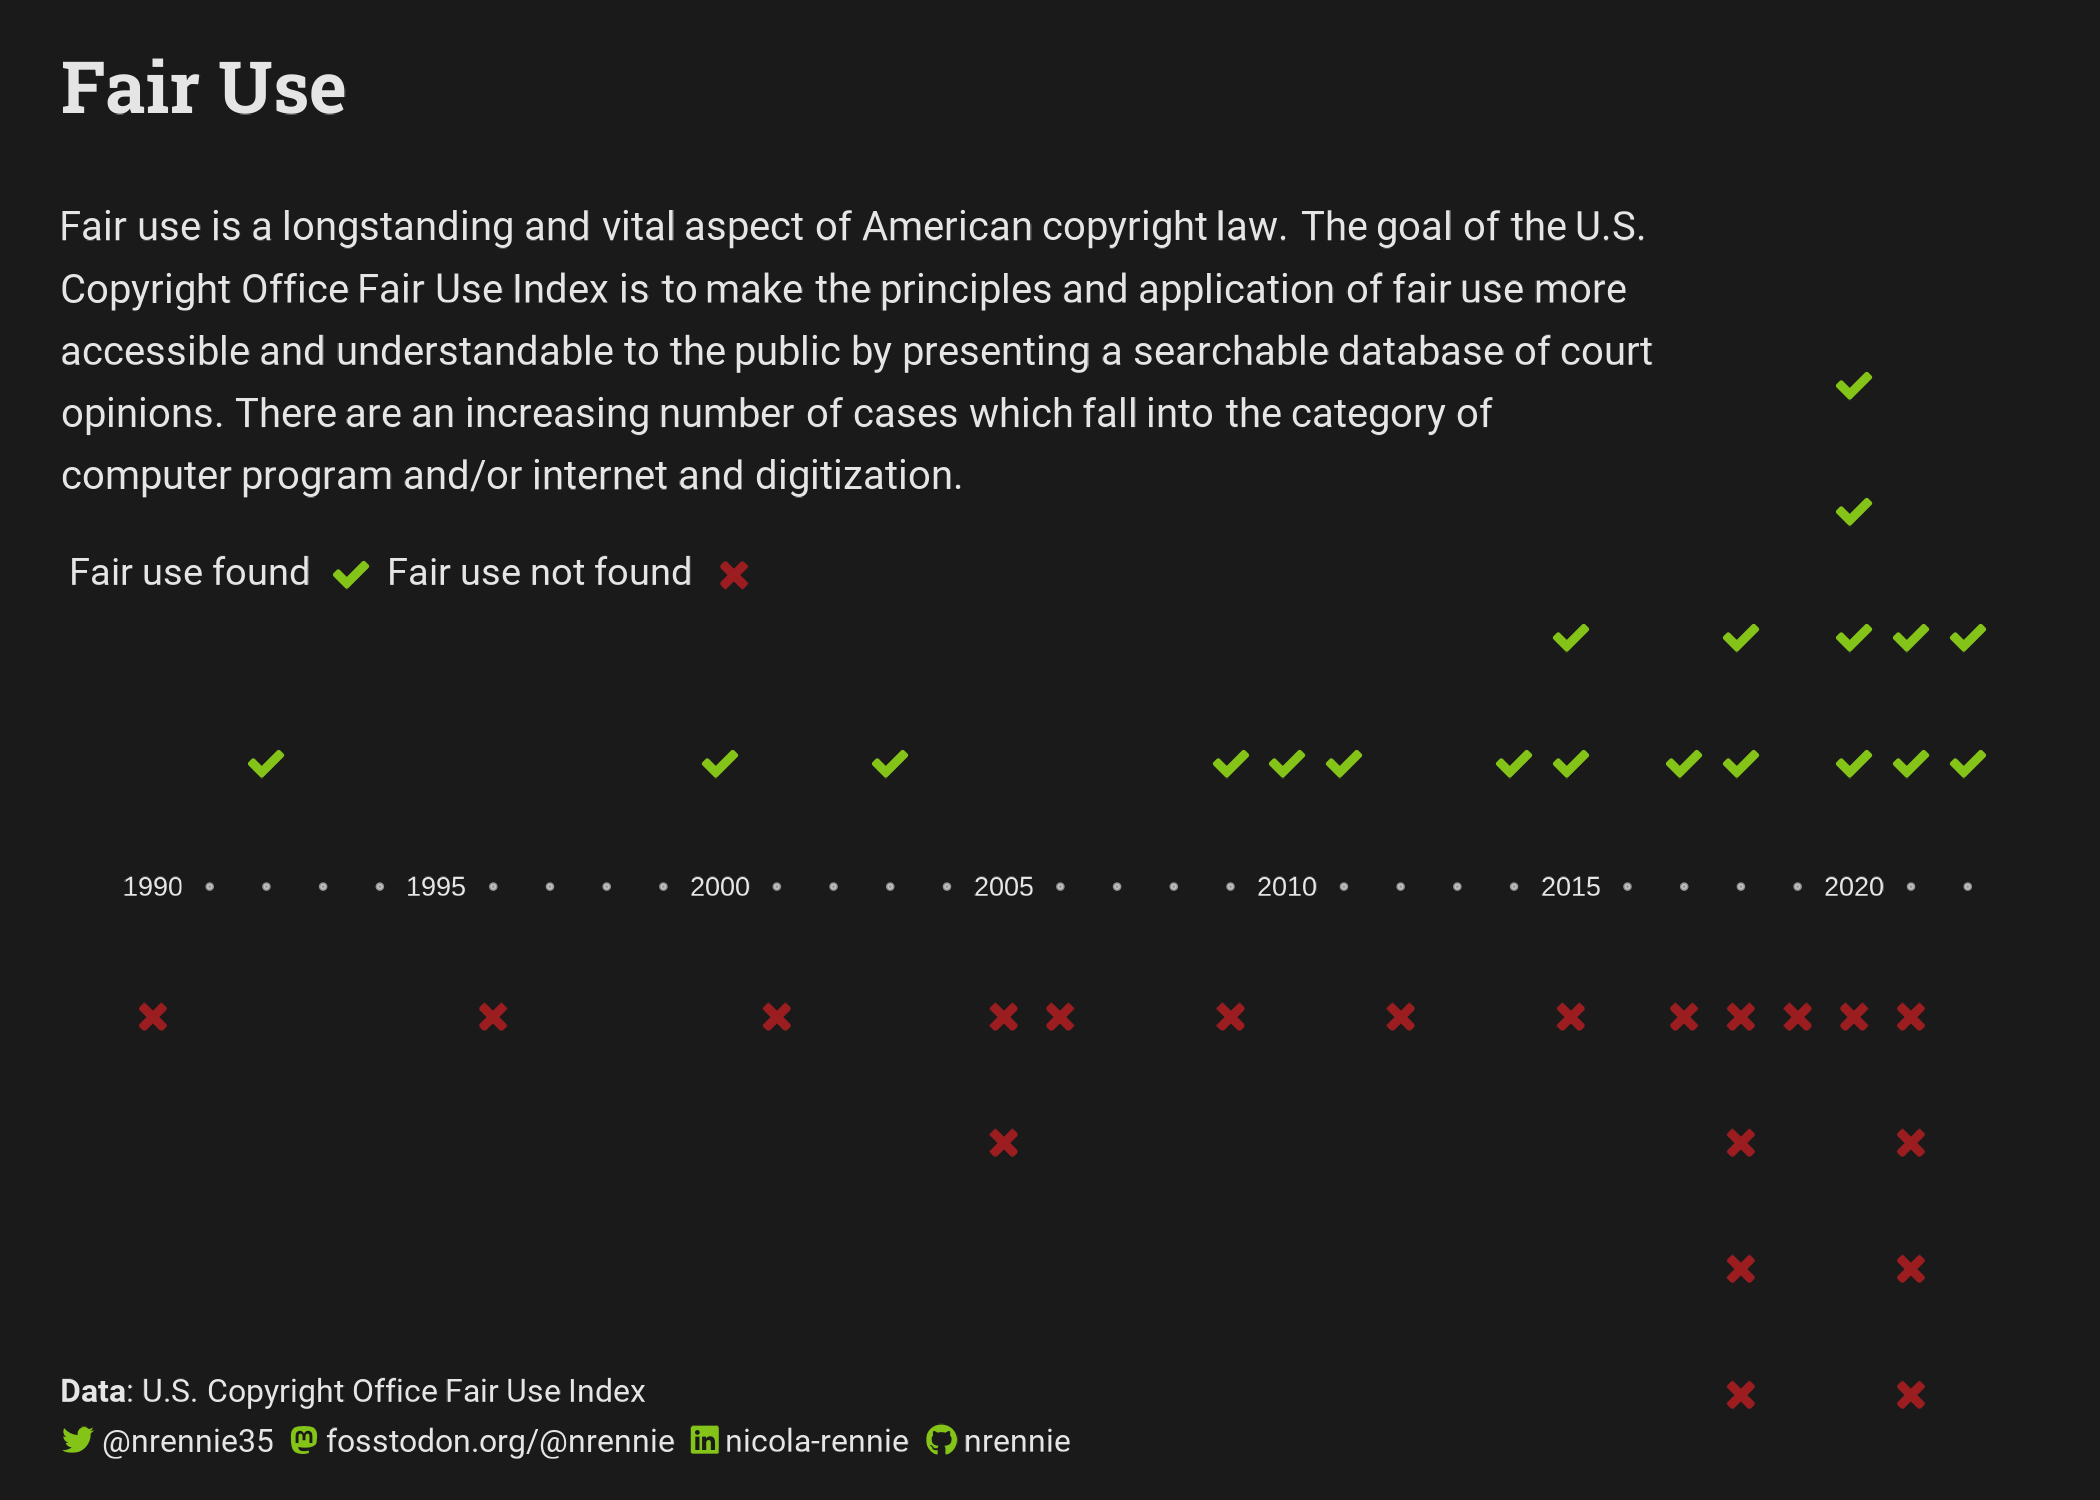 Fair Use
Fair use is a longstanding and vital aspect of American copyright law. The goal of the U.S.
Copyright Office Fair Use Index is to make the principles and application of fair use more
accessible and understandable to the public by presenting a searchable database of court
opinions. There are an increasing number of cases which fall into the category of
computer program and/or internet and digitization.
Fair use found Fair use not found
1990 1995 2000 2005 2010 2015 2020
Data: U.S. Copyright Office Fair Use Index
@nrennie35 fosstodon.org/@nrennie nicola-rennie nrennie